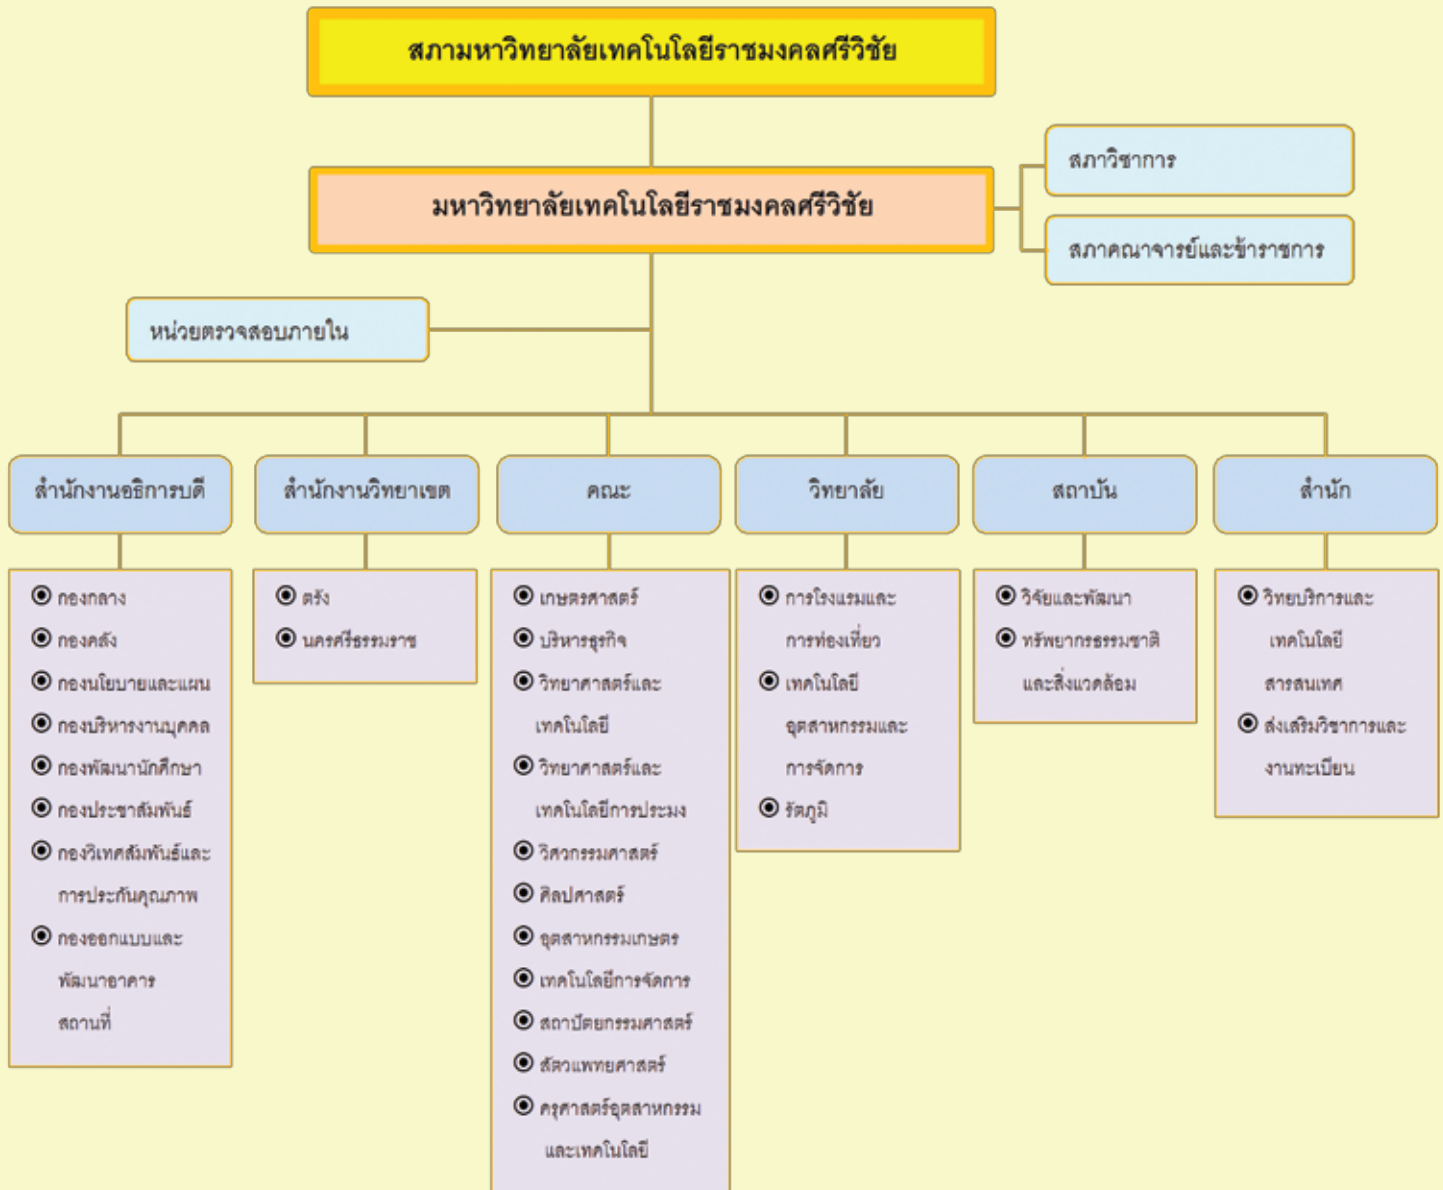 สภามหาวิทยาลัยเทคโนโลยีราชมงคลศรีวิชัย
มหาวิทยาลัยเทคโนโลยีราชมงคลศรีวิชัย
สภาวิชาการ
สภาคณาจารย์และข้าราชการ
หน่วยตรวจสอบภายใน
สำนักงานอธิการบดี
กองกลาง
กองคลัง
กองนโยบายและแผน
กองบริหารงานบุคคล
กองพัฒนานักศึกษา
กองประชาสัมพันธ์
กองวิเทศสัมพันธ์และ
การประกันคุณภาพ
กองออกแบบและ
พัฒนาอาคาร
สถานที่
สำนักงานวิทยาเขต
ตรัง
นครศรีธรรมราช
คณะ
เกษตรศาสตร์
บริหารธุรกิจ
วิทยาศาสตร์และ
เทคโนโลยี
วิทยาศาสตร์และ
เทคโนโลยีการประมง
วิศวกรรมศาสตร์
ศิลปศาสตร์
อุตสาหกรรมเกษตร
เทคโนโลยีการจัดการ
สถาปัตยกรรมศาสตร์
สัตวแพทยศาสตร์
ครุศาสตร์อุตสาหกรรม
และเทคโนโลยี
วิทยาลัย
การโรงแรมและ
การท่องเที่ยว
เทคโนโลยี
อุตสาหกรรมและ
การจัดการ
รัตภูมิ
สถาบัน
วิจัยและพัฒนา
ทรัพยากรธรรมชาติ
และสิ่งแวดล้อม
สำนัก
วิทยบริการและ
เทคโนโลยี
สารสนเทศ
ส่งเสริมวิชาการและ
งานทะเบียน